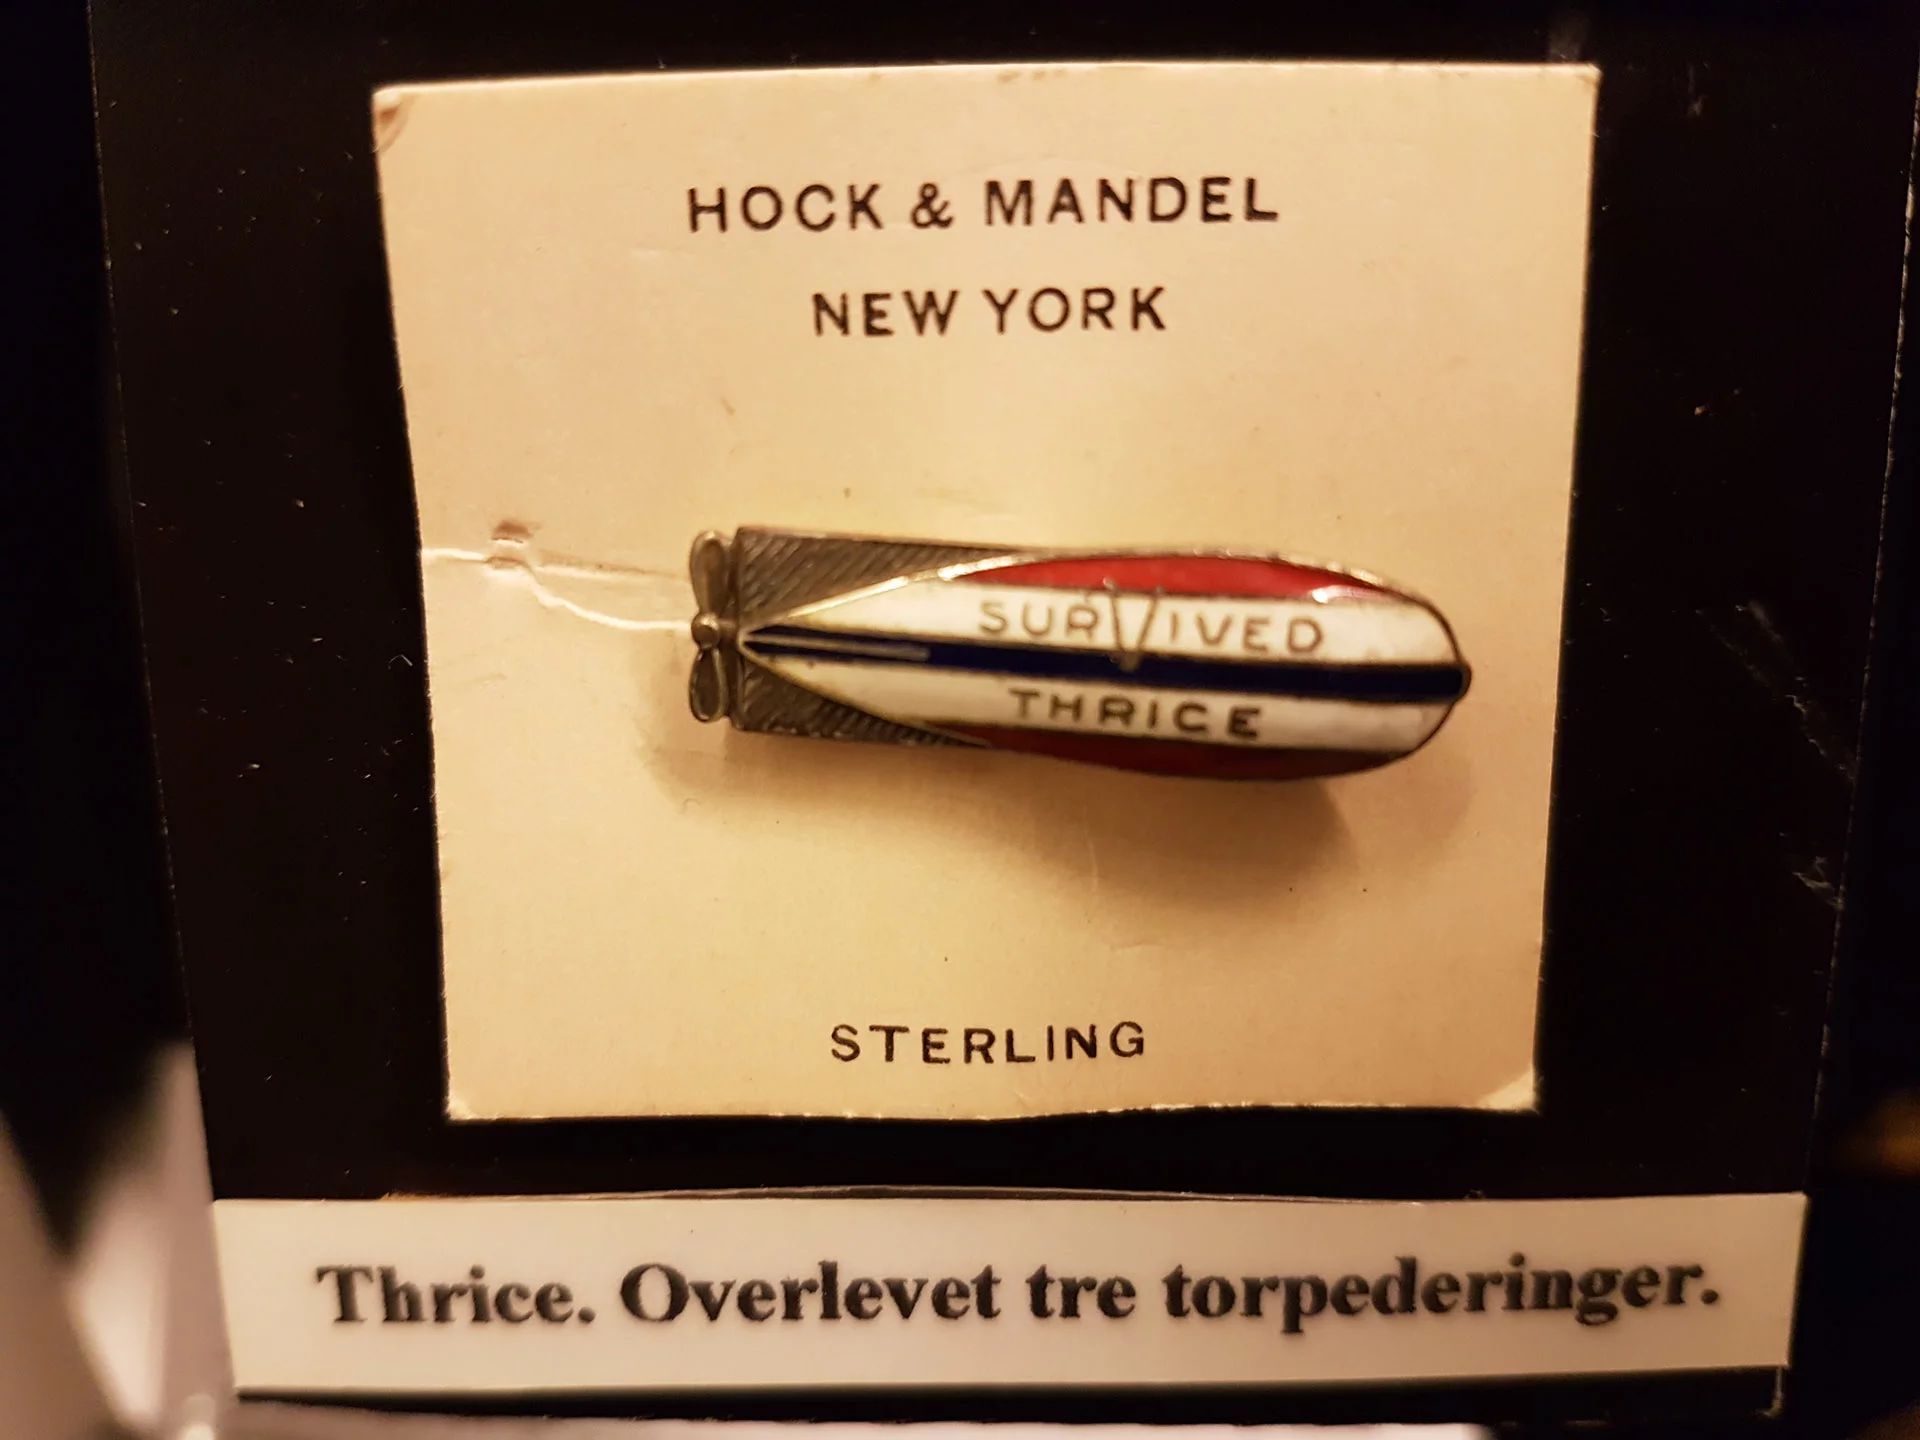 HOCK & MANDEL
NEW YORK
SURVIVED
THRICE
STERLING
Thrice. Overlevet tre torpederinger.